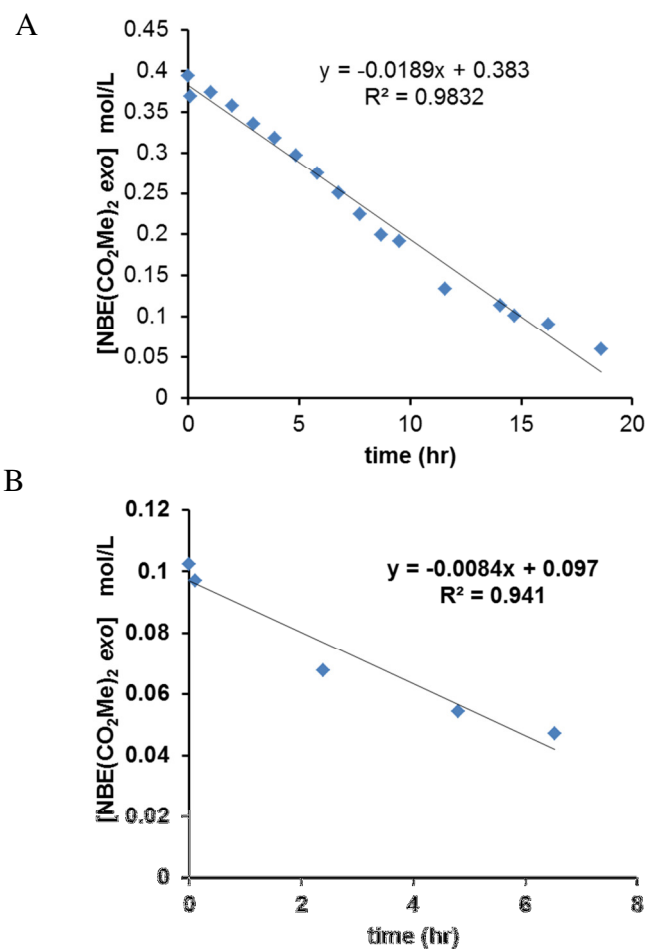 A
0.45
0.4
0.35
0.3
0.25
0.2
0.15
0.1
0.05
0
[NBE(CO₂Me)₂ exo] mol/L
y = -0.0189x + 0.383
R² = 0.9832
0 5 10 15 20
time (hr)
B
0.12
0.1
0.08
0.06
0.04
0.02
0
[NBE(CO₂Me)₂ exo] mol/L
y = -0.0084x + 0.097
R² = 0.941
0 2 4 6 8
time (hr)